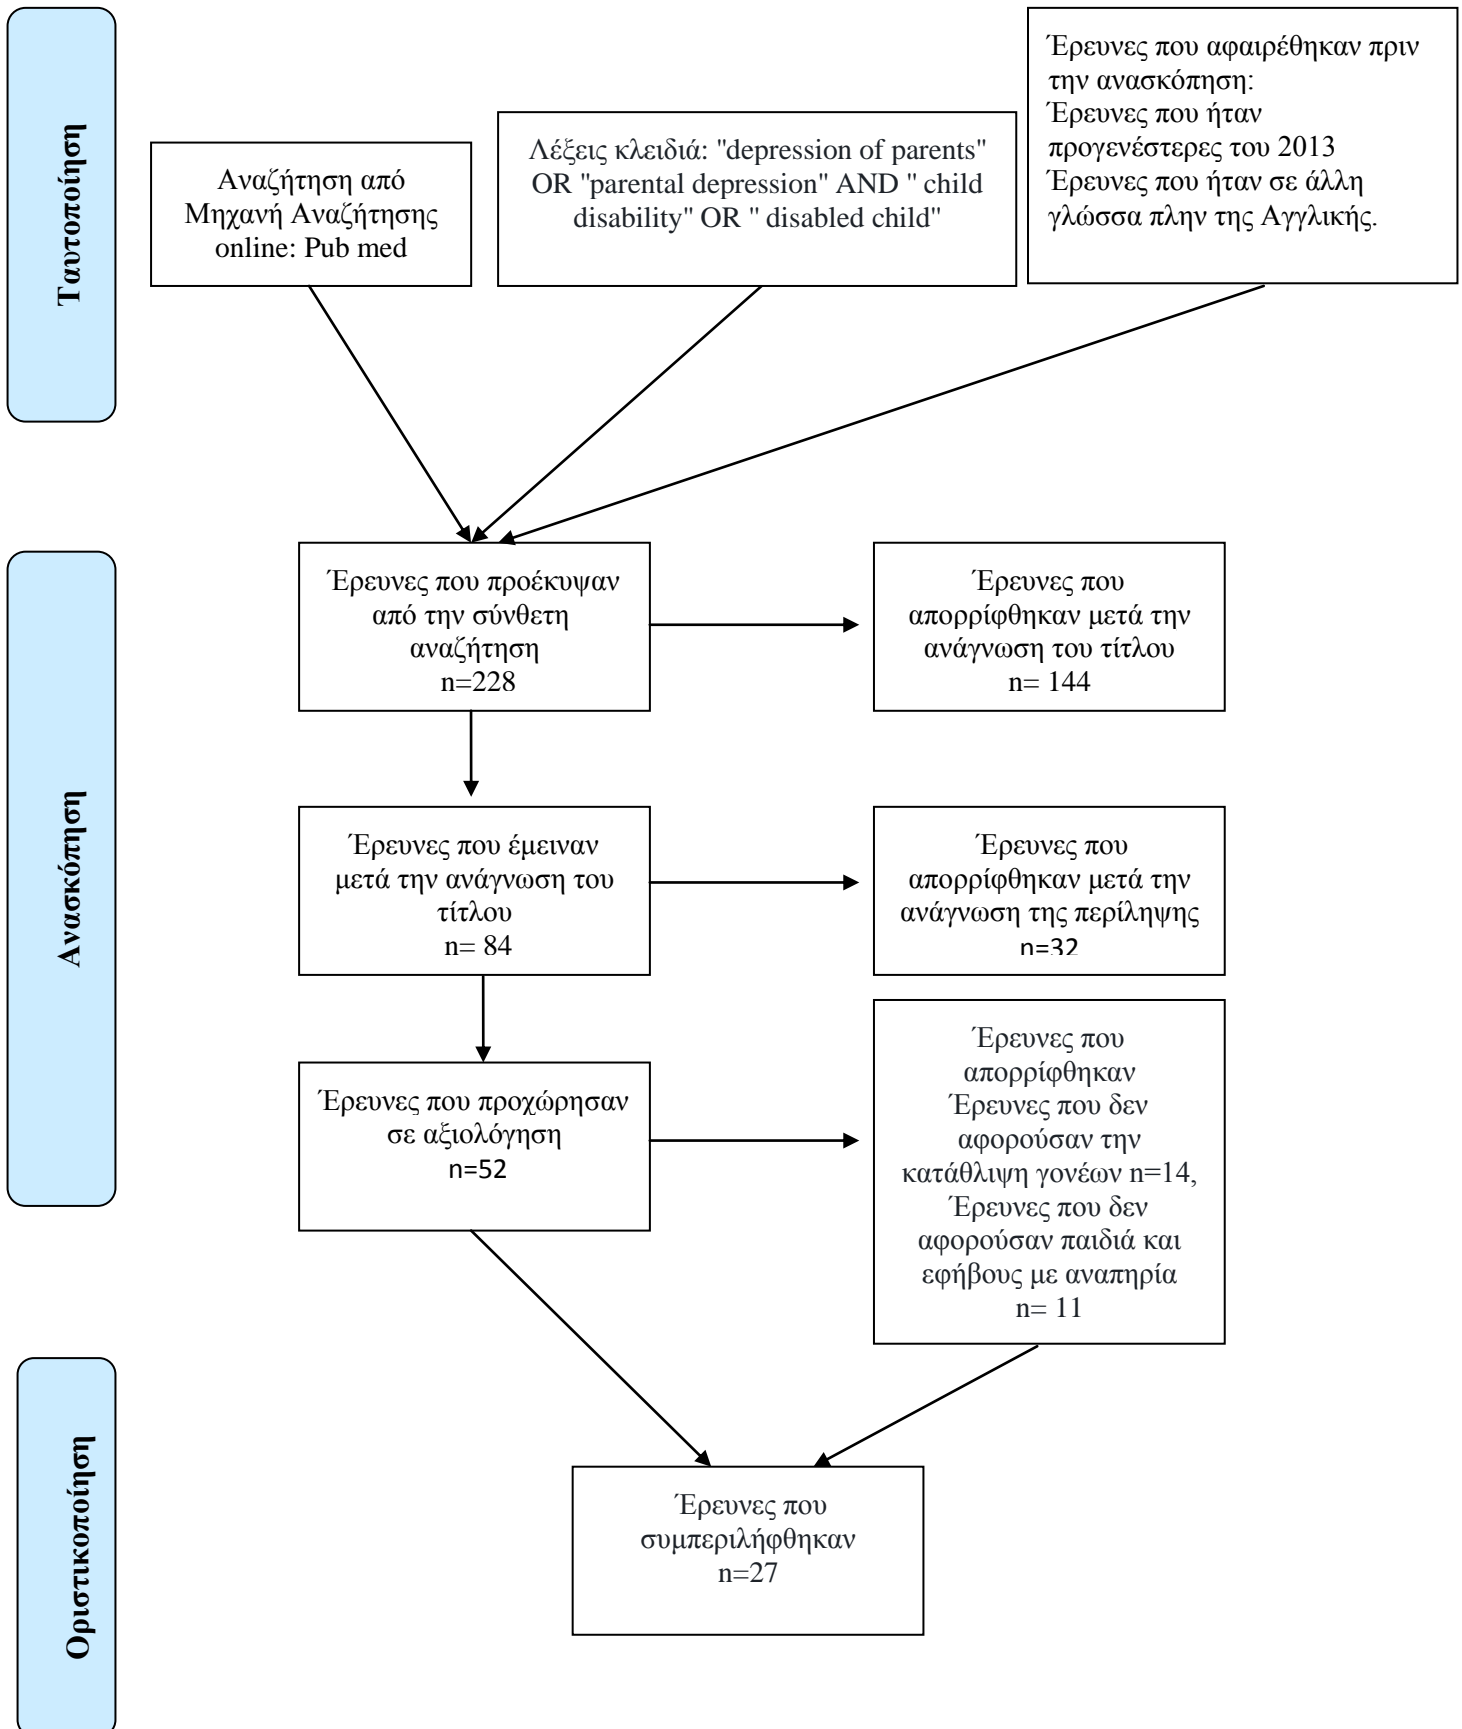 Ταυτοποίηση
Αναζήτηση από
Μηχανή Αναζήτησης
online: Pub med
Λέξεις κλειδιά: "depression of parents"
OR "parental depression" AND " child
disability" OR " disabled child"
Έρευνες που αφαιρέθηκαν πριν
την ανασκόπηση:
Έρευνες που ήταν
προγενέστερες του 2013
Έρευνες που ήταν σε άλλη
γλώσσα πλην της Αγγλικής.
Ανασκόπηση
Έρευνες που προέκυψαν
από την σύνθετη
αναζήτηση
n=228
Έρευνες που
απορρίφθηκαν μετά την
ανάγνωση του τίτλου
n= 144
Έρευνες που έμειναν
μετά την ανάγνωση του
τίτλου
n= 84
Έρευνες που
απορρίφθηκαν μετά την
ανάγνωση της περίληψης
n=32
Έρευνες που προχώρησαν
σε αξιολόγηση
n=52
Έρευνες που
απορρίφθηκαν
Έρευνες που δεν
αφορούσαν την
κατάθλιψη γονέων n=14,
Έρευνες που δεν
αφορούσαν παιδιά και
εφήβους με αναπηρία
n= 11
Οριστικοποίηση
Έρευνες που
συμπεριλήφθηκαν
n=27